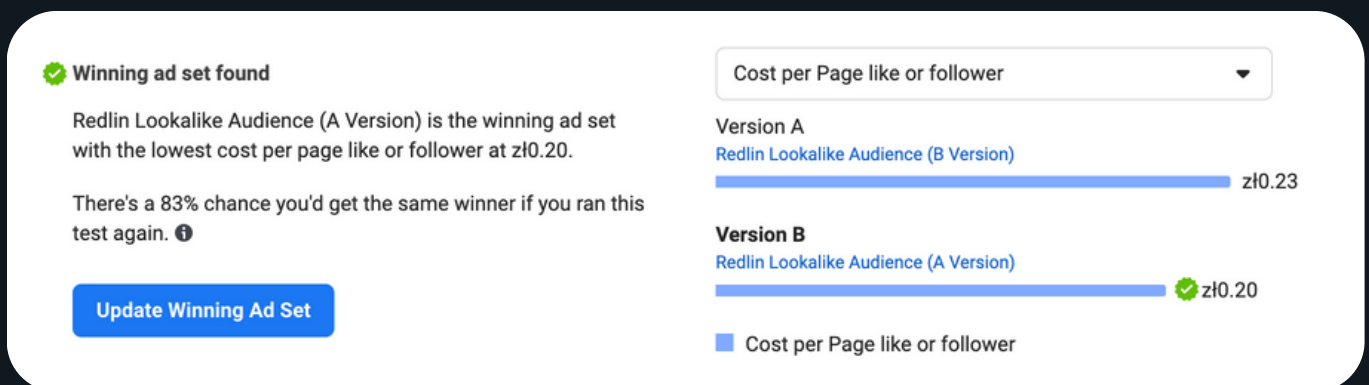 Winning ad set found
Redlin Lookalike Audience (A Version) is the winning ad set
with the lowest cost per page like or follower at zł0.20.
There's a 83% chance you'd get the same winner if you ran this
test again.
Update Winning Ad Set
Cost per Page like or follower
Version A
Redlin Lookalike Audience (B Version)
zł0.23
Version B
Redlin Lookalike Audience (A Version)
zł0.20
Cost per Page like or follower